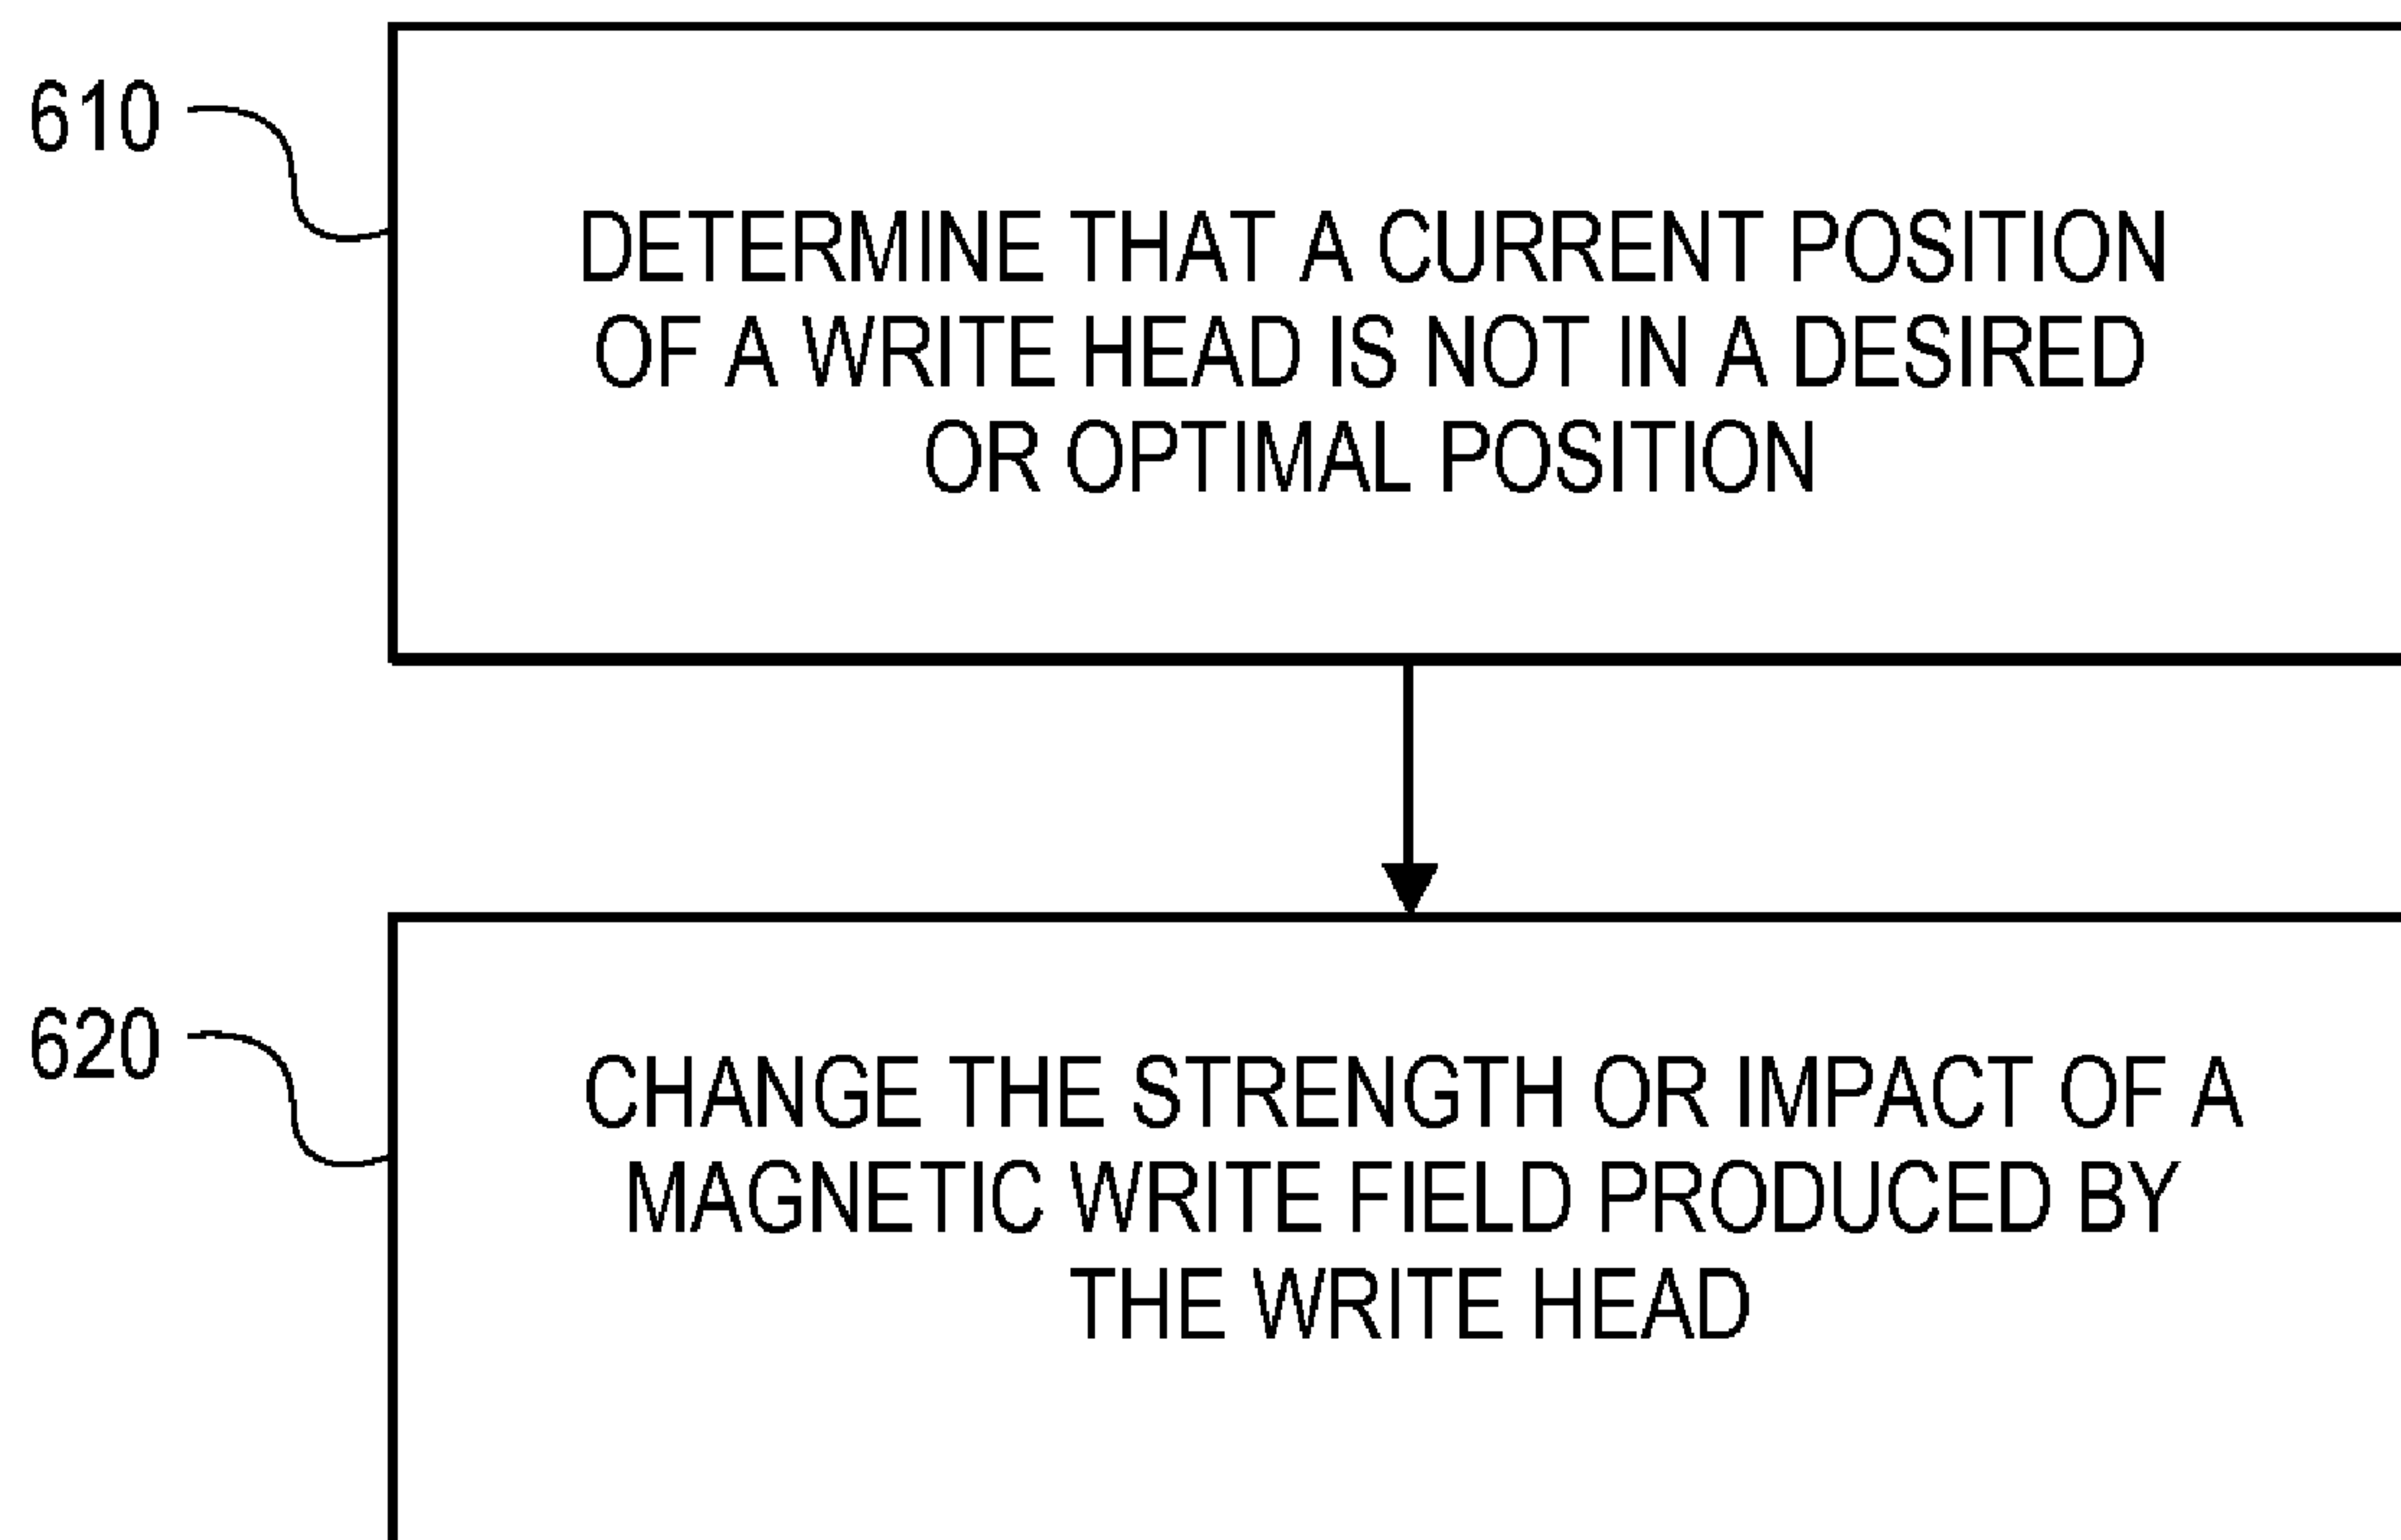 610
DETERMINE THAT A CURRENT POSITION
OF A WRITE HEAD IS NOT IN A DESIRED
OR OPTIMAL POSITION
620
CHANGE THE STRENGTH OR IMPACT OF A
MAGNETIC WRITE FIELD PRODUCED BY
THE WRITE HEAD